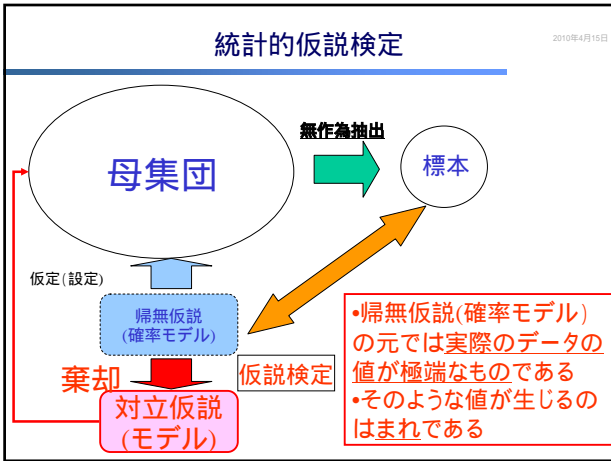 統計的仮説検定
2010年4月15日
無作為抽出
母集団
標本
仮定(設定)
帰無仮説
(確率モデル)
棄却
仮説検定
対立仮説
(モデル)
•帰無仮説(確率モデル)
の元では実際のデータの
値が極端なものである
•そのような値が生じるの
はまれである